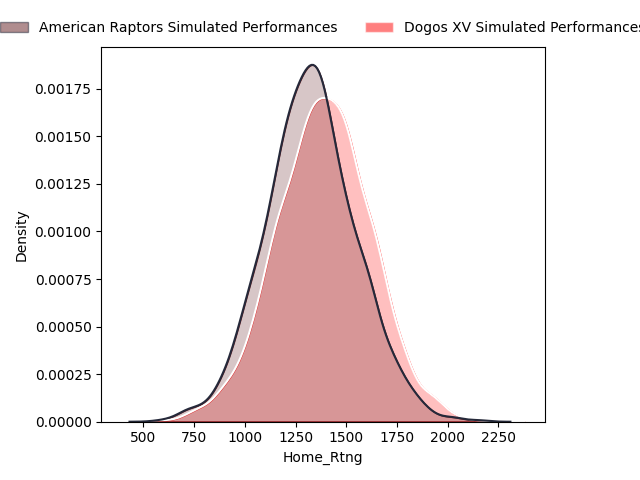 American Raptors Simulated Performances
Dogos XV Simulated Performances
0.00175
0.00150
0.00125
0.00100
0.00075
0.00050
0.00025
0.00000
Density
500 750 1000 1250 1500 1750 2000 2250
Home_Rtng